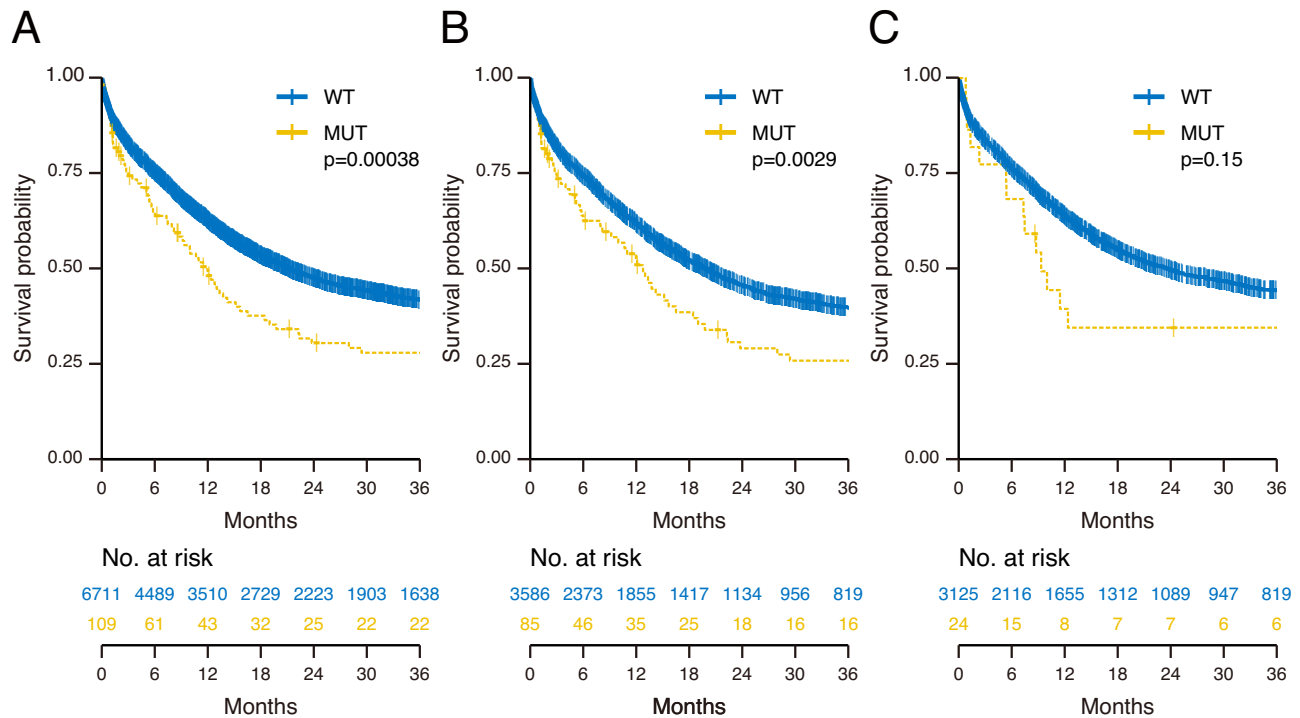 A
Survival probability
1.00
0.75
0.50
0.25
0.00
WT
MUT
p=0.00038
0 6 12 18 24 30 36
Months
No. at risk
6711 4489 3510 2729 2223 1903 1638
109 61 43 32 25 22 22
0 6 12 18 24 30 36
Months
B
Survival probability
1.00
0.75
0.50
0.25
0.00
WT
MUT
p=0.0029
0 6 12 18 24 30 36
Months
No. at risk
3586 2373 1855 1417 1134 956 819
85 46 35 25 18 16 16
0 6 12 18 24 30 36
Months
C
Survival probability
1.00
0.75
0.50
0.25
0.00
WT
MUT
p=0.15
0 6 12 18 24 30 36
Months
No. at risk
3125 2116 1655 1312 1089 947 819
24 15 8 7 7 6 6
0 6 12 18 24 30 36
Months